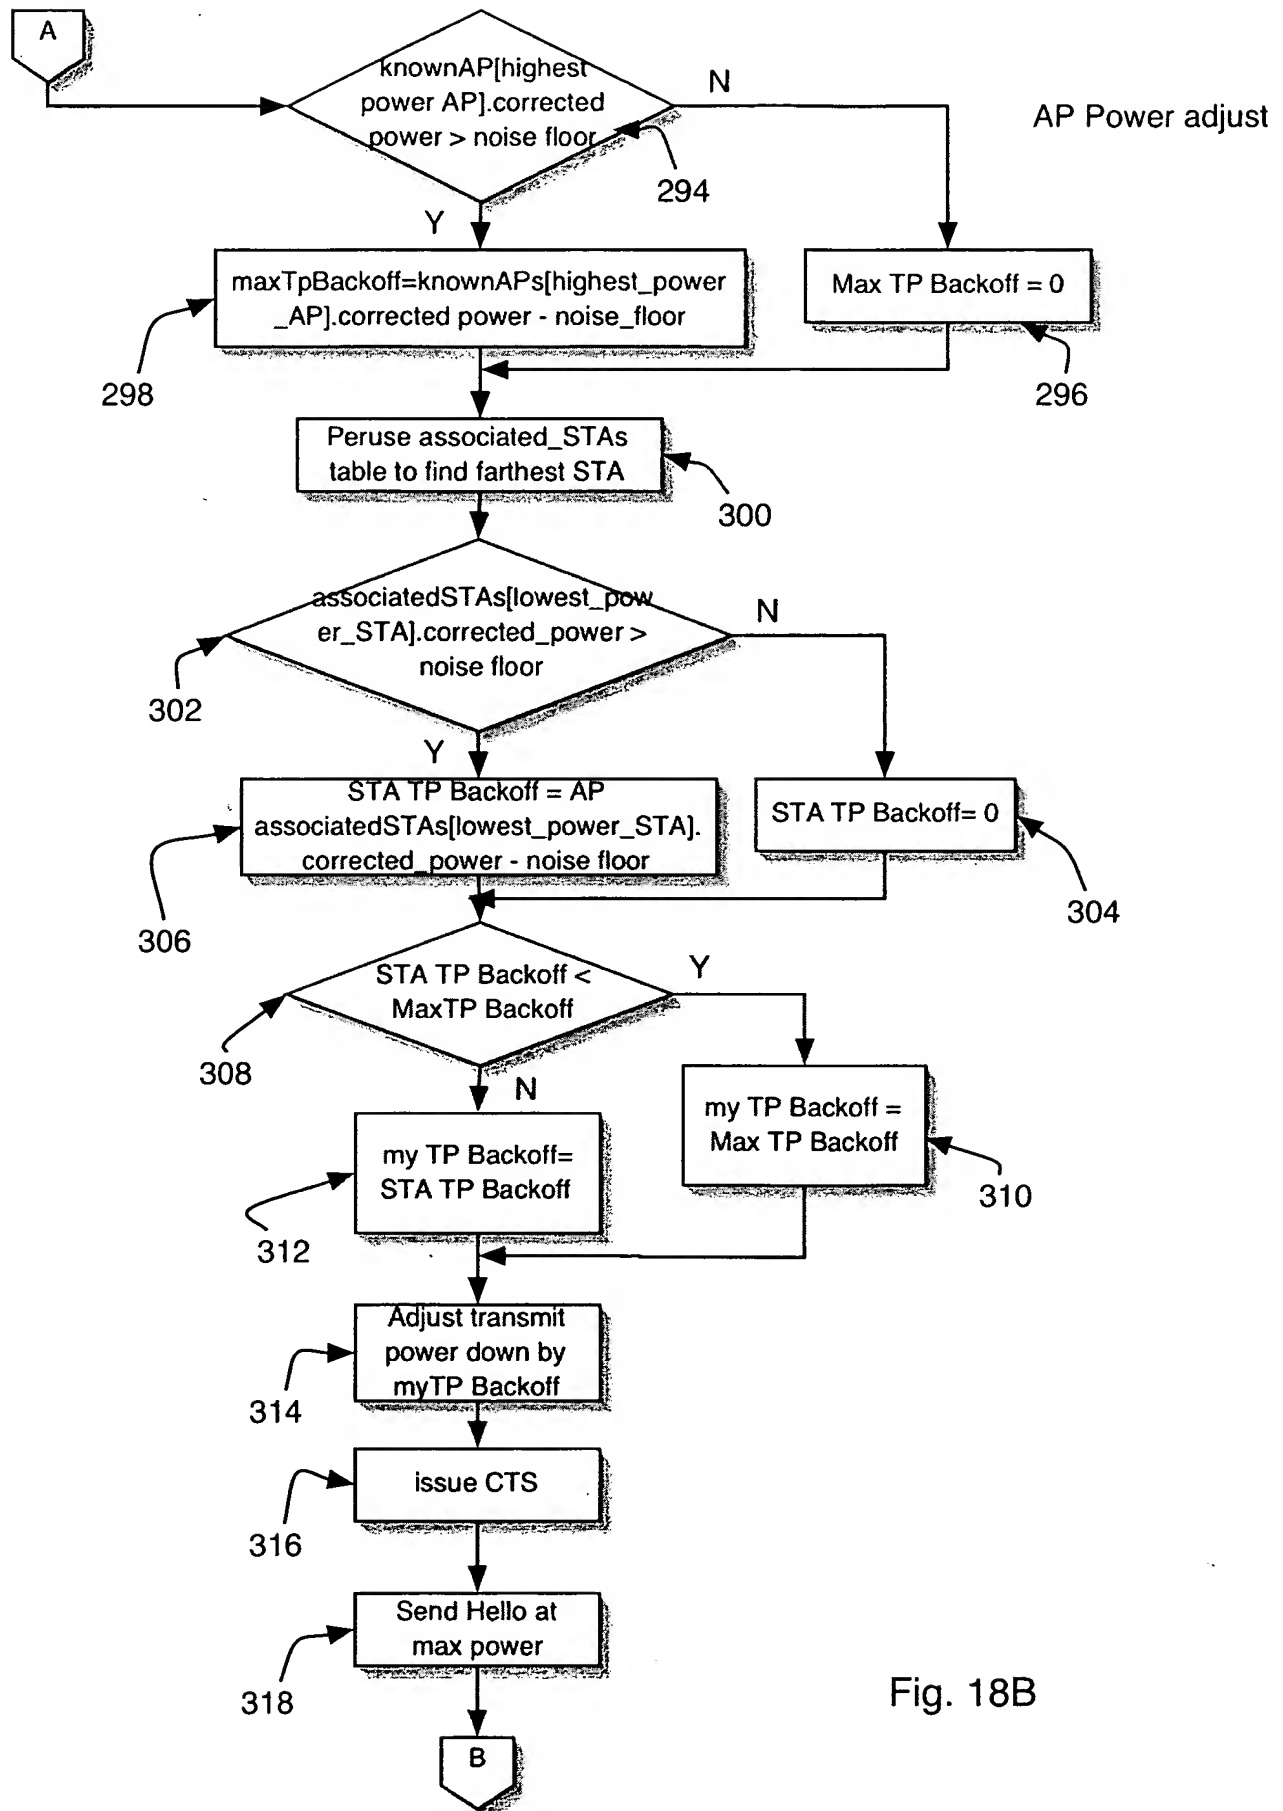 A
knownAP[highest
power AP].corrected
power > noise floor
N
AP Power adjust
294
Y
maxTpBackoff=knownAPs[highest_power
_AP].corrected power - noise_floor
Max TP Backoff = 0
298
296
Peruse associated_STAs
table to find farthest STA
300
associatedSTAs[lowest_pow
er_STA].corrected_power >
noise floor
N
302
Y
STA TP Backoff = AP
associatedSTAs[lowest_power_STA].
corrected_power - noise floor
STA TP Backoff= 0
306
304
STA TP Backoff <
MaxTP Backoff
Y
308
N
my TP Backoff =
Max TP Backoff
my TP Backoff=
STA TP Backoff
310
312
Adjust transmit
power down by
myTP Backoff
314
issue CTS
316
Send Hello at
max power
318
Fig. 18B
B